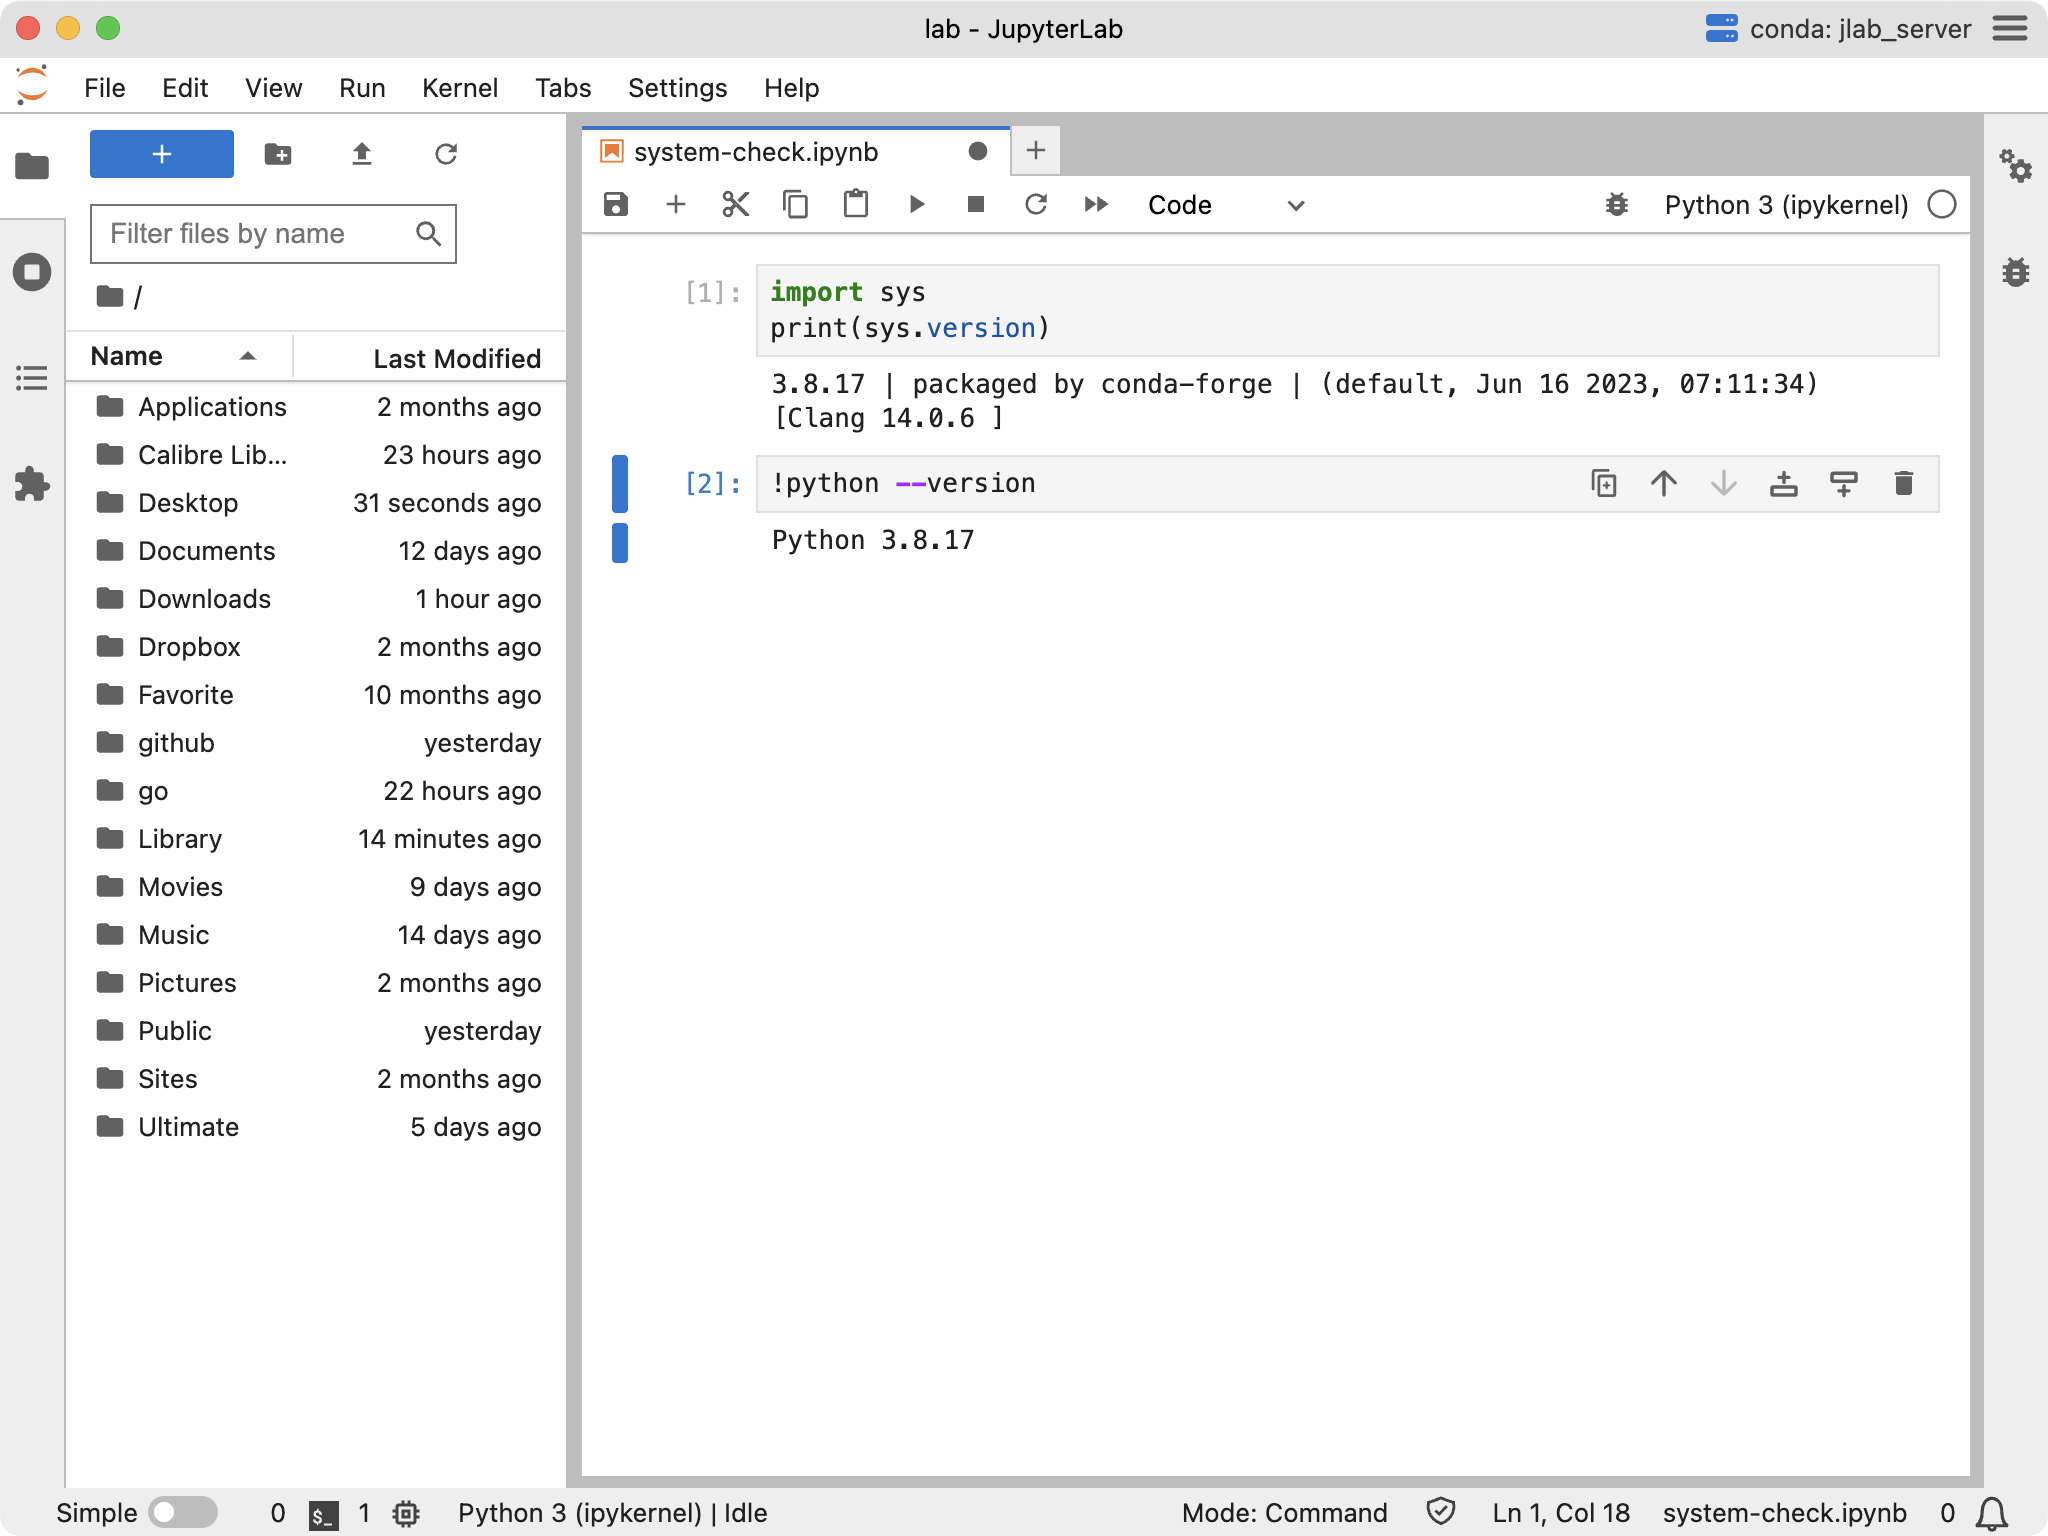 lab - JupyterLab
conda: jlab_server
File Edit View Run Kernel Tabs Settings Help
Filter files by name
/
Name Last Modified
Applications 2 months ago
Calibre Lib... 23 hours ago
Desktop 31 seconds ago
Documents 12 days ago
Downloads 1 hour ago
Dropbox 2 months ago
Favorite 10 months ago
github yesterday
go 22 hours ago
Library 14 minutes ago
Movies 9 days ago
Music 14 days ago
Pictures 2 months ago
Public yesterday
Sites 2 months ago
Ultimate 5 days ago
system-check.ipynb
Code
Python 3 (ipykernel)
[1]: import sys
print(sys.version)
3.8.17 | packaged by conda-forge | (default, Jun 16 2023, 07:11:34)
[Clang 14.0.6 ]
[2]: !python --version
Python 3.8.17
Simple 0 $_ 1 Python 3 (ipykernel) | Idle Mode: Command Ln 1, Col 18 system-check.ipynb 0